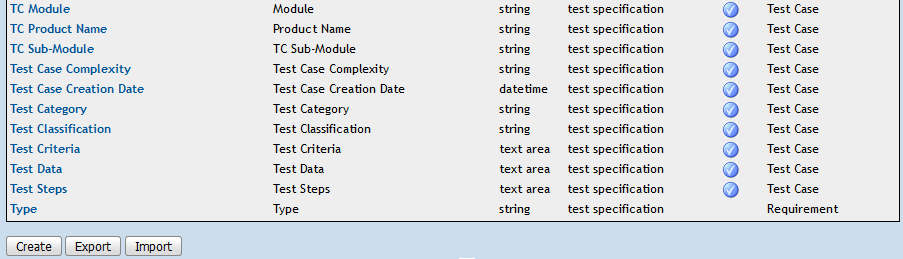 TC Module Module string test specification Test Case
TC Product Name Product Name string test specification Test Case
TC Sub-Module TC Sub-Module string test specification Test Case
Test Case Complexity Test Case Complexity string test specification Test Case
Test Case Creation Date Test Case Creation Date datetime test specification Test Case
Test Category Test Category string test specification Test Case
Test Classification Test Classification string test specification Test Case
Test Criteria Test Criteria text area test specification Test Case
Test Data Test Data text area test specification Test Case
Test Steps Test Steps text area test specification Test Case
Type Type string test specification Requirement
Create Export Import